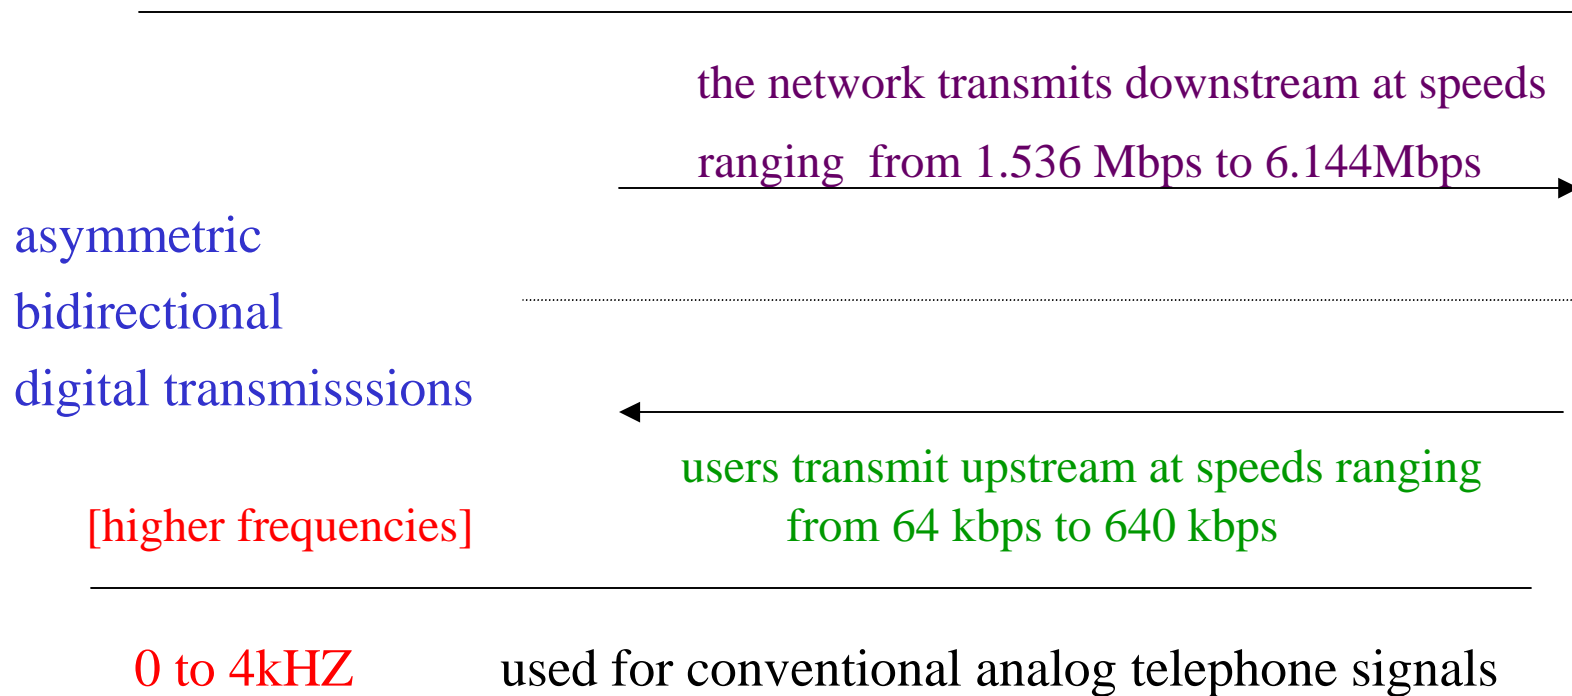 the network transmits downstream at speeds
ranging from 1.536 Mbps to 6.144Mbps
asymmetric
bidirectional
digital transmisssions
users transmit upstream at speeds ranging
[higher frequencies] from 64 kbps to 640 kbps
0 to 4kHZ used for conventional analog telephone signals